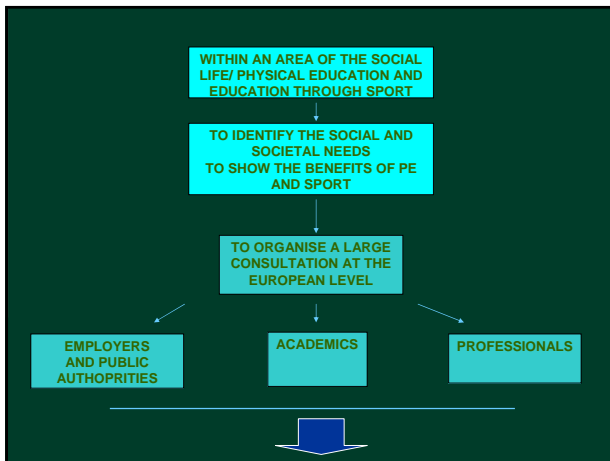 WITHIN AN AREA OF THE SOCIAL
LIFE/ PHYSICAL EDUCATION AND
EDUCATION THROUGH SPORT
TO IDENTIFY THE SOCIAL AND
SOCIETAL NEEDS
TO SHOW THE BENEFITS OF PE
AND SPORT
TO ORGANISE A LARGE
CONSULTATION AT THE
EUROPEAN LEVEL
EMPLOYERS
AND PUBLIC
AUTHOPRITIES
ACADEMICS
PROFESSIONALS